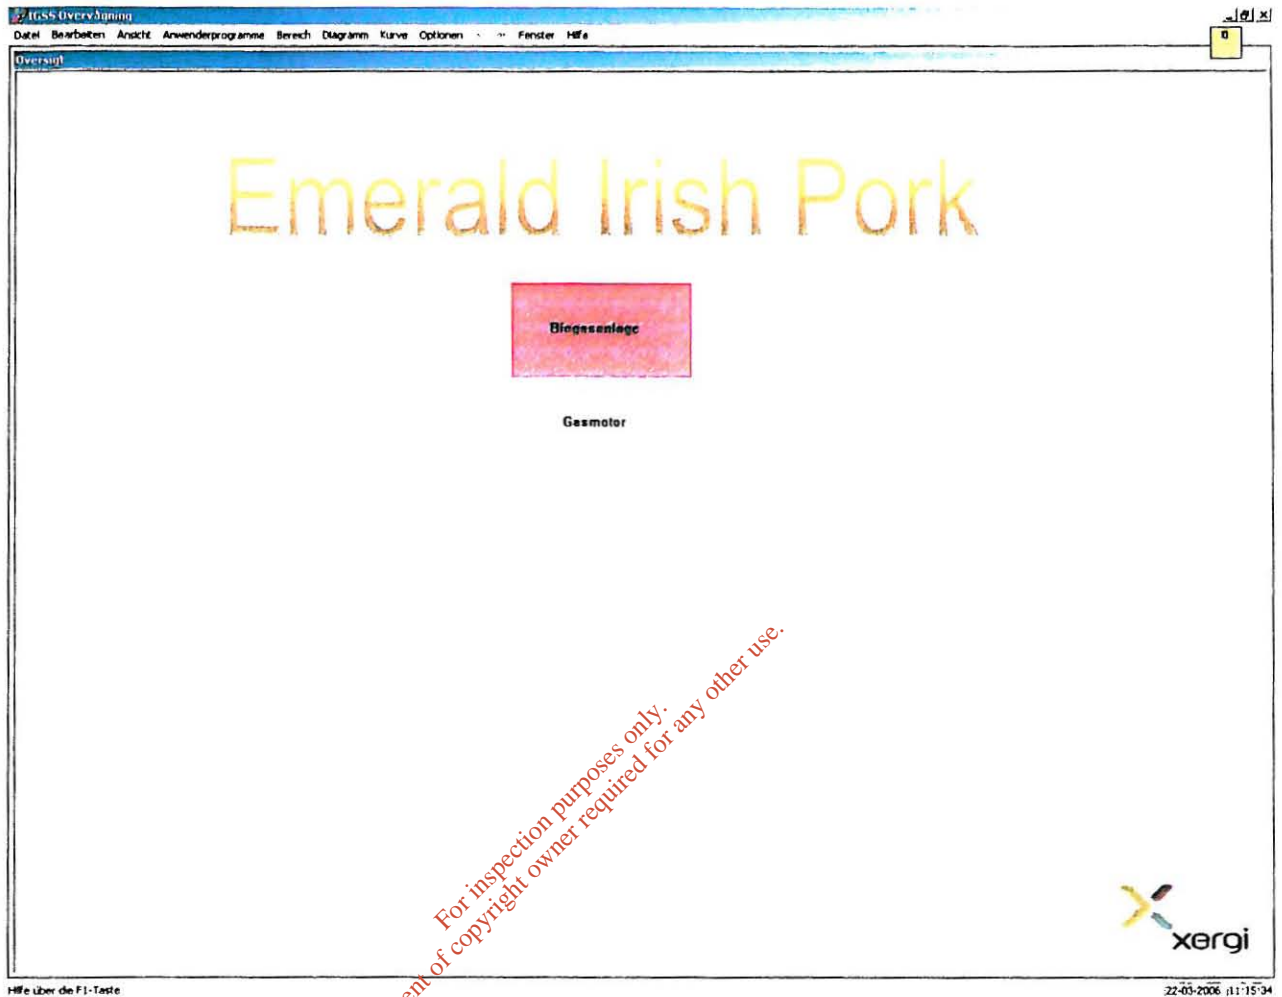 IGSS Overvågning
Datei Bearbeiten Ansicht Anwenderprogramme Bereich Diagramm Kurve Optionen Fenster Hilfe
0
Oversigt
Emerald Irish Pork
Biogasanlage
Gasmotor
For inspection purposes only.
ent of copyright owner required for any other use.
xergi
Hilfe über die F1-Taste
22-03-2006 11:15:34